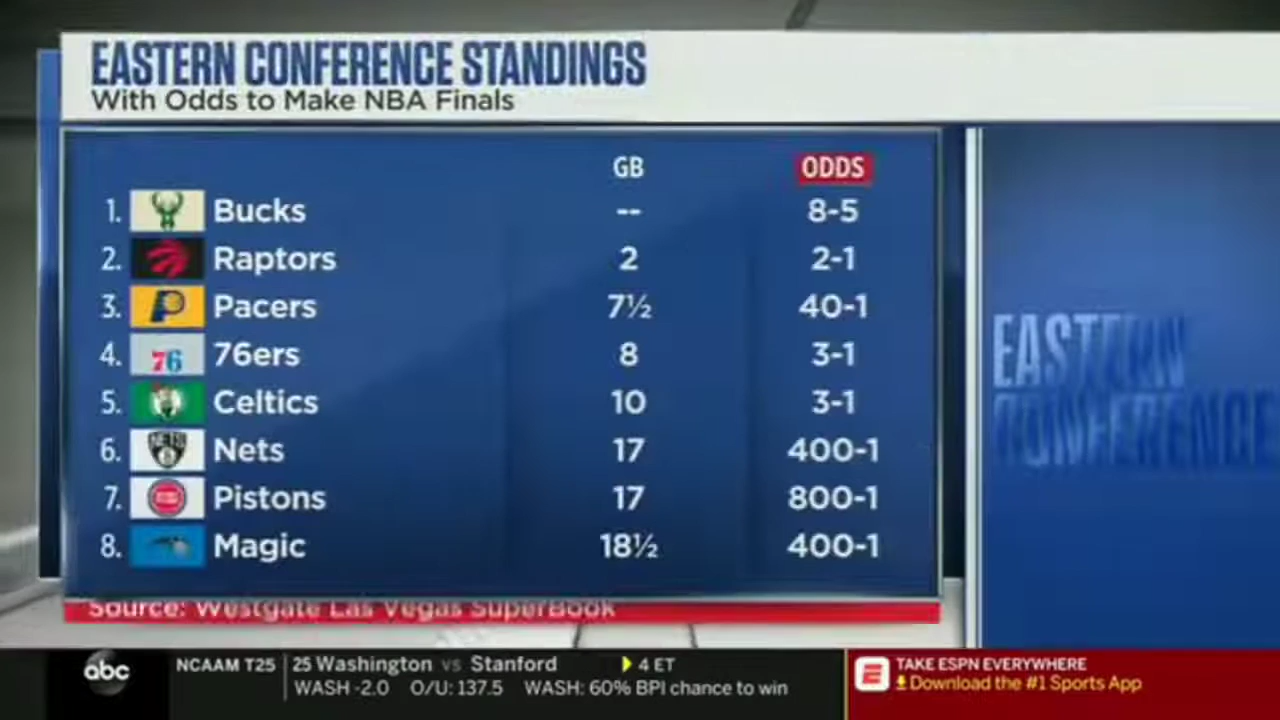 EASTERN CONFERENCE STANDINGS
With Odds to Make NBA Finals
GB ODDS
1. Bucks -- 8-5
2. Raptors 2 2-1
3. Pacers 7½ 40-1
4. 76 76ers 8 3-1
5. Celtics 10 3-1
6. NETS Nets 17 400-1
7. Pistons 17 800-1
8. Magic 18½ 400-1
Source: Westgate Las Vegas SuperBook
EASTERN
CONFERENCE
abc NCAAM T25 25 Washington vs Stanford 4 ET
WASH -2.0 O/U: 137.5 WASH: 60% BPI chance to win
E TAKE ESPN EVERYWHERE
Download the #1 Sports App